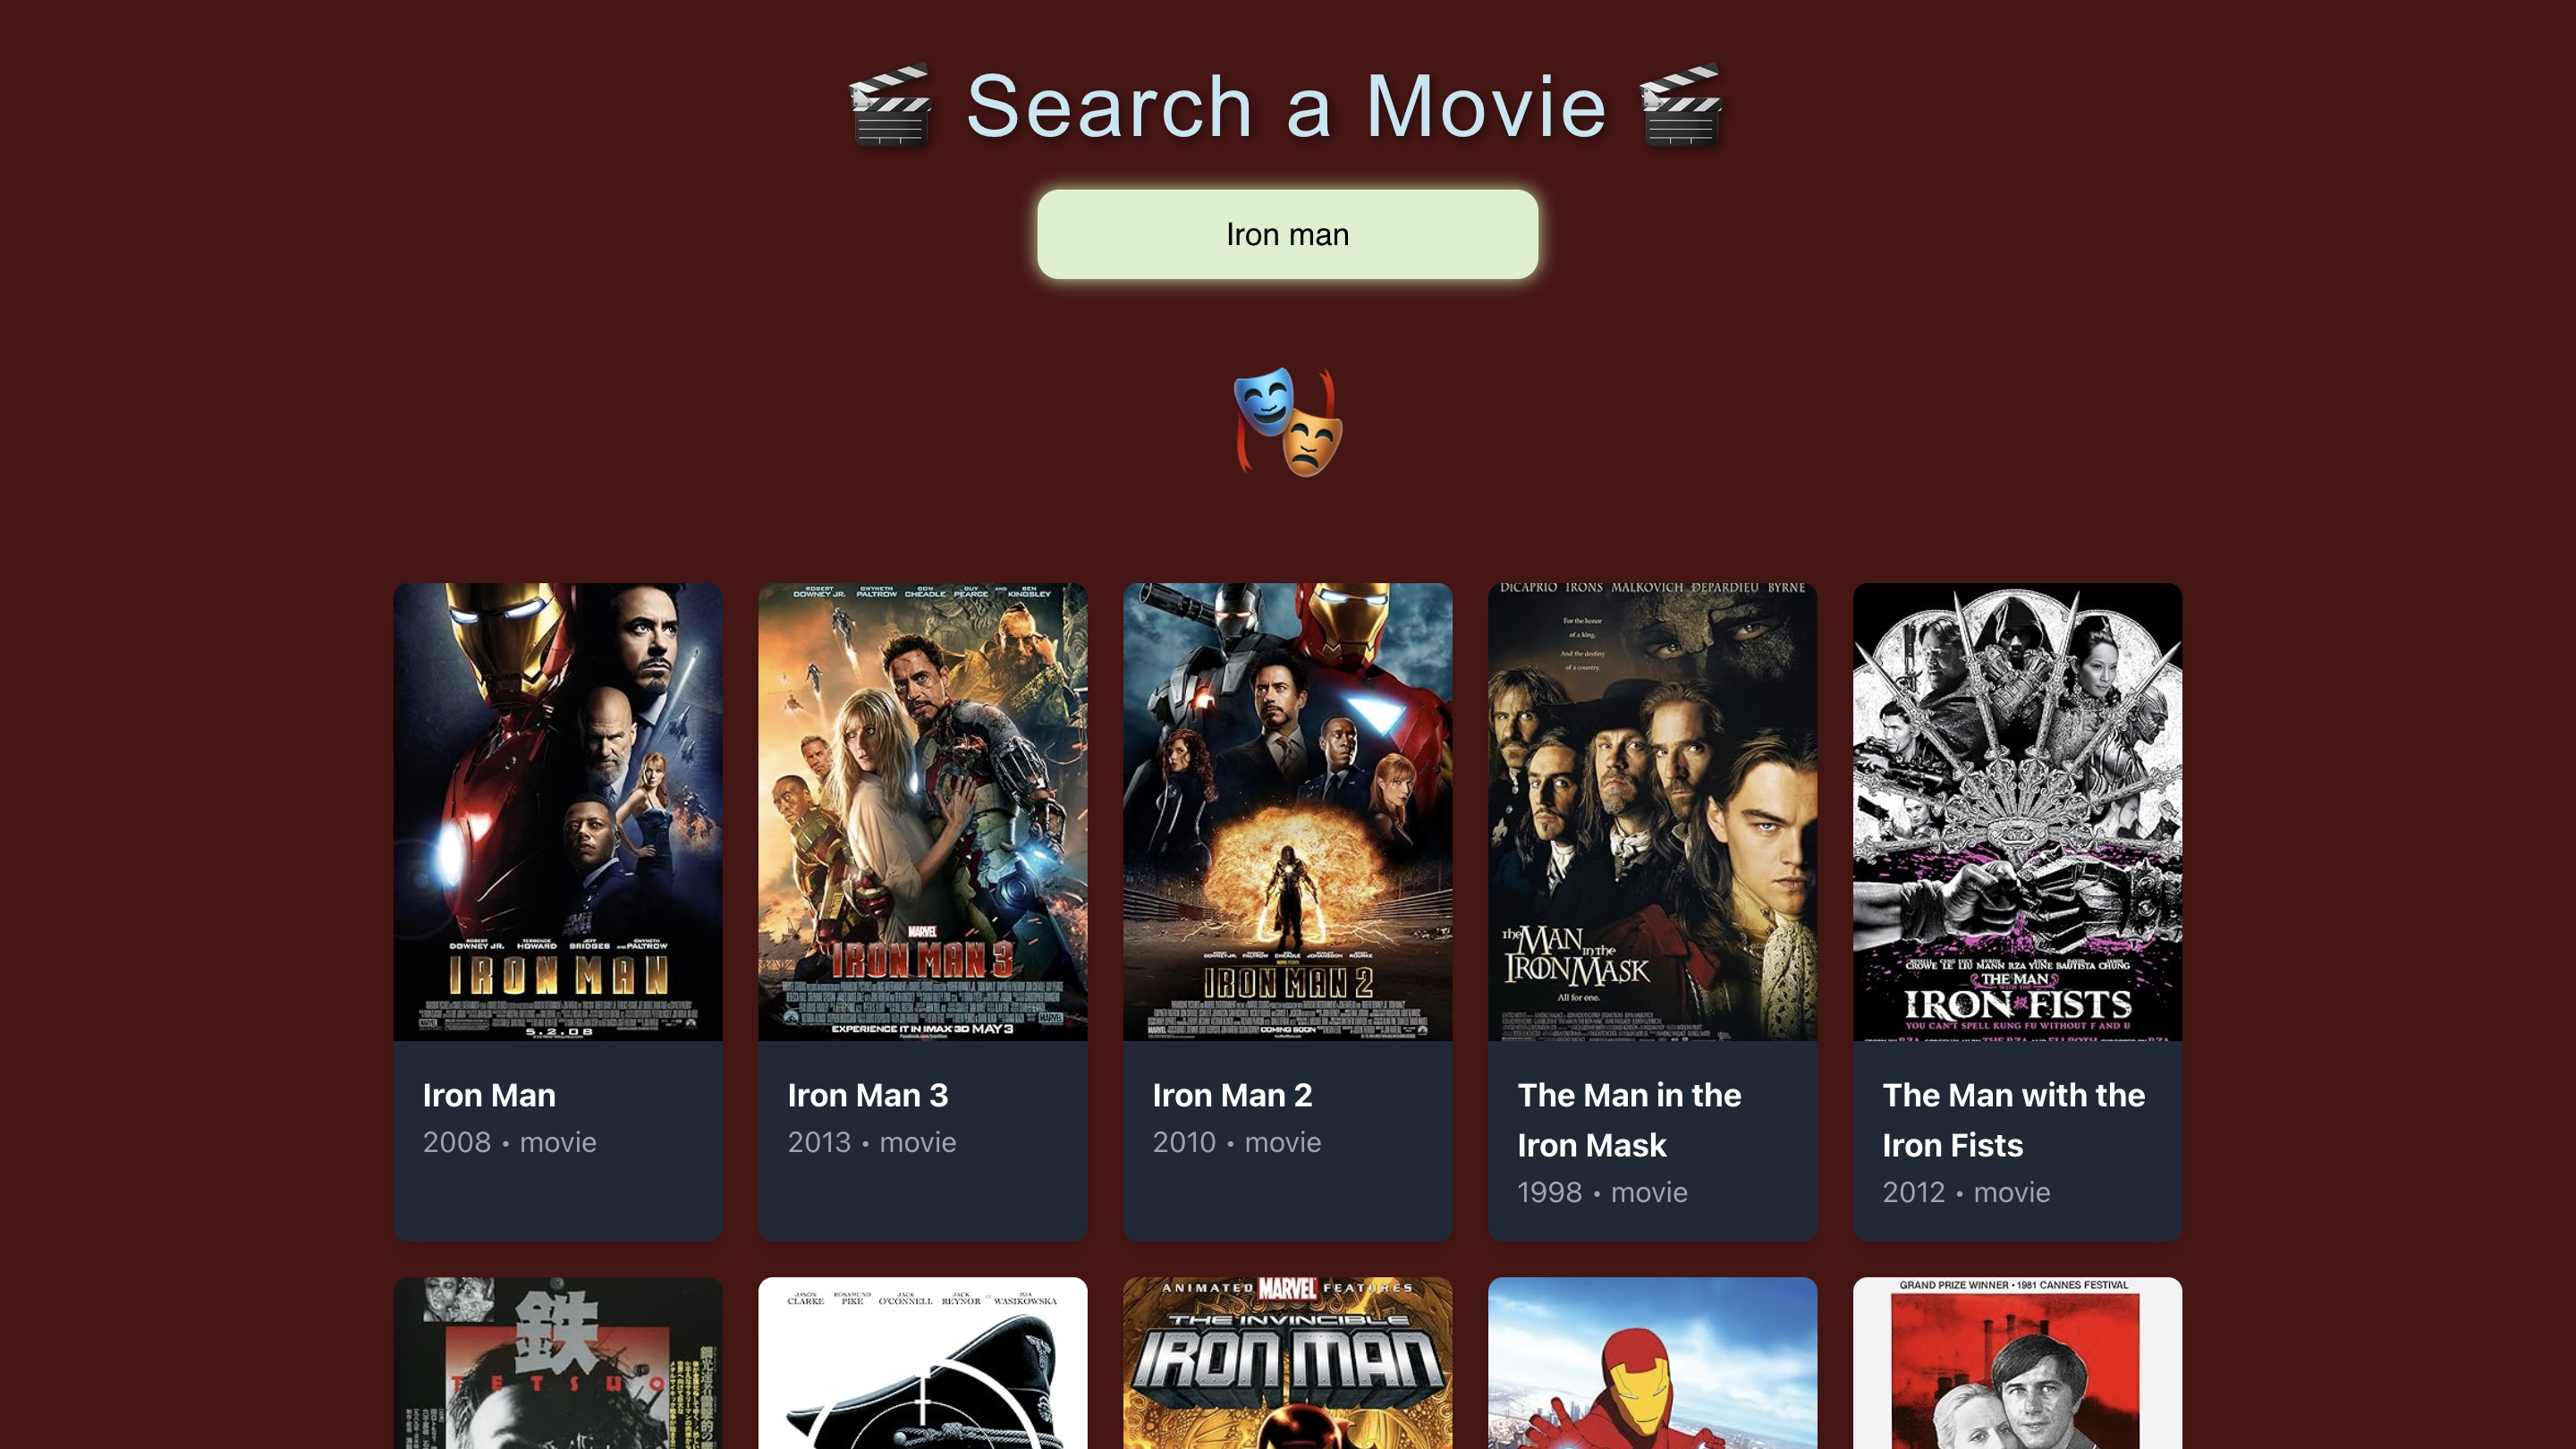 Search a Movie
Iron man
ROBERT DOWNEY JR. TERRENCE HOWARD JEFF BRIDGES AND GWYNETH PALTROW
IRON MAN
5.2.08
ROBERT DOWNEY JR. GWYNETH PALTROW DON CHEADLE GUY PEARCE AND BEN KINGSLEY
MARVEL
IRON MAN 3
EXPERIENCE IT IN IMAX 3D MAY 3
IRON MAN 2
COMING SOON
DICAPRIO IRONS MALKOVICH DEPARDIEU BYRNE
For the honor
of a king.
And the destiny
of a country.
The MAN in the
IRON MASK
All for one.
CROWE LE LIU MANN RZA YUNE BAUTISTA CHUNG
THE MAN
WITH THE
IRON FISTS
YOU CAN'T SPELL KUNG FU WITHOUT F AND U
Iron Man
2008 • movie
Iron Man 3
2013 • movie
Iron Man 2
2010 • movie
The Man in the
Iron Mask
1998 • movie
The Man with the
Iron Fists
2012 • movie
鉄
TETSUO
JASON CLARKE ROSAMUND PIKE JACK O'CONNELL JACK REYNOR ET MIA WASIKOWSKA
ANIMATED MARVEL FEATURES
THE INVINCIBLE
IRON MAN
GRAND PRIZE WINNER • 1981 CANNES FESTIVAL